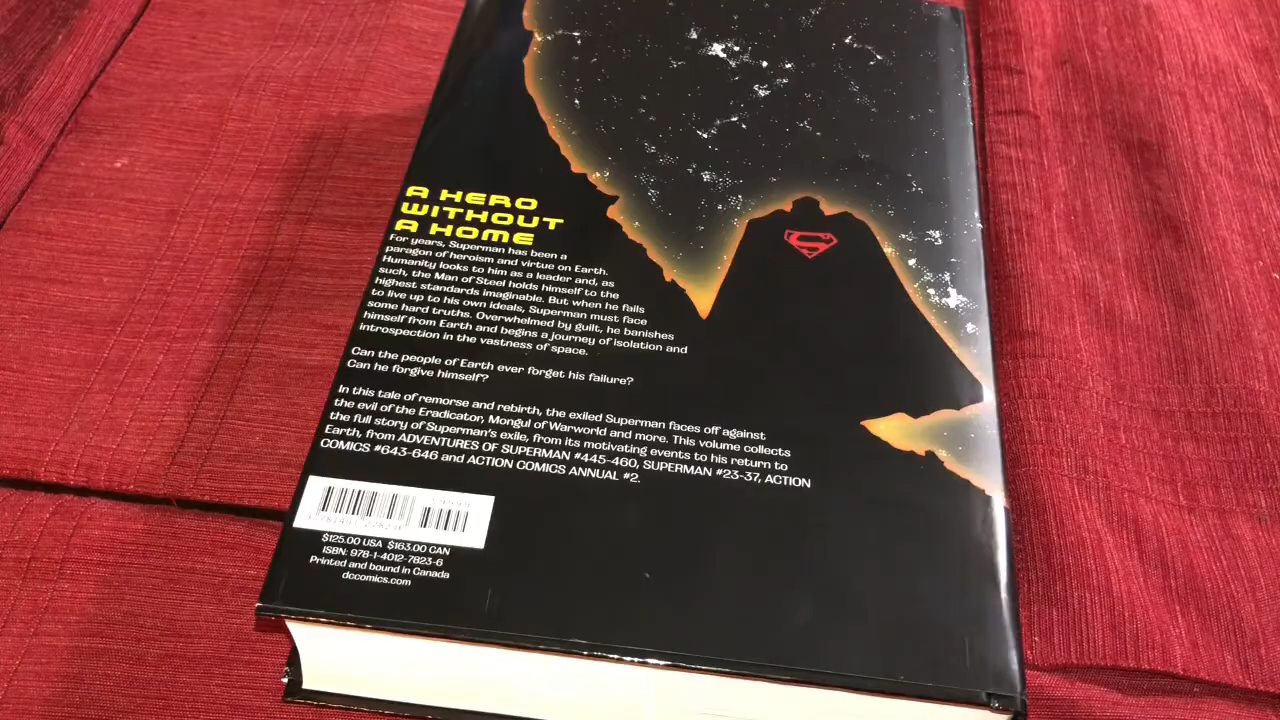 A HERO
WITHOUT
A HOME
For years, Superman has been a
paragon of heroism and virtue on Earth.
Humanity looks to him as a leader and, as
such, the Man of Steel holds himself to the
highest standards imaginable. But when he fails
to live up to his own ideals, Superman must face
some hard truths. Overwhelmed by guilt, he banishes
himself from Earth and begins a journey of isolation and
introspection in the vastness of space.
Can the people of Earth ever forget his failure?
Can he forgive himself?
In this tale of remorse and rebirth, the exiled Superman faces off against
the evil of the Eradicator, Mongul of Warworld and more. This volume collects
the full story of Superman's exile, from its motivating events to his return to
Earth, from ADVENTURES OF SUPERMAN #445-460, SUPERMAN #23-37, ACTION
COMICS #643-646 and ACTION COMICS ANNUAL #2.
$125.00 USA $163.00 CAN
ISBN: 978-1-4012-7823-6
Printed and bound in Canada
dccomics.com